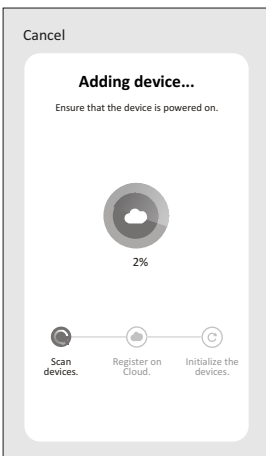 Cancel
Adding device...
Ensure that the device is powered on.
2%
Scan
devices.
Register on
Cloud.
Initialize the
devices.